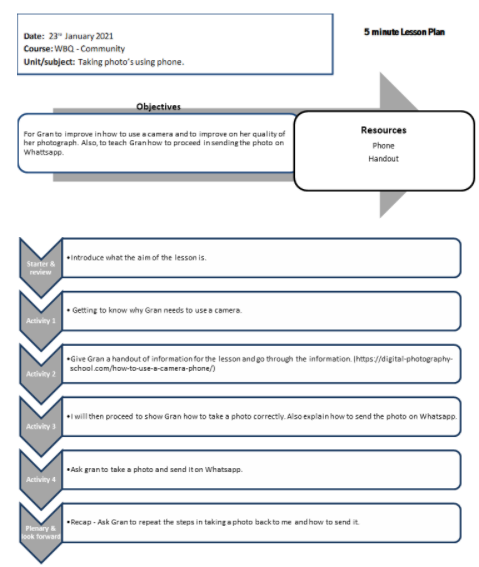 5 minute Lesson Plan
Date: 23rd January 2021
Course: WBQ - Community
Unit/subject: Taking photo's using phone.
Objectives
For Gran to improve in how to use a camera and to improve on her quality of
her photograph. Also, to teach Gran how to proceed in sending the photo on
Whattsapp.
Resources
Phone
Handout
Starter &
review
•Introduce what the aim of the lesson is.
Activity 1
• Getting to know why Gran needs to use a camera.
Activity 2
•Give Gran a handout of information for the lesson and go through the information. (https://digital-photography-
school.com/how-to-use-a-camera-phone/)
Activity 3
•I will then proceed to show Gran how to take a photo correctly. Also explain how to send the photo on Whatsapp.
Activity 4
•Ask gran to take a photo and send it on Whatsapp.
Plenary &
look forward
•Recap - Ask Gran to repeat the steps in taking a photo back to me and how to send it.